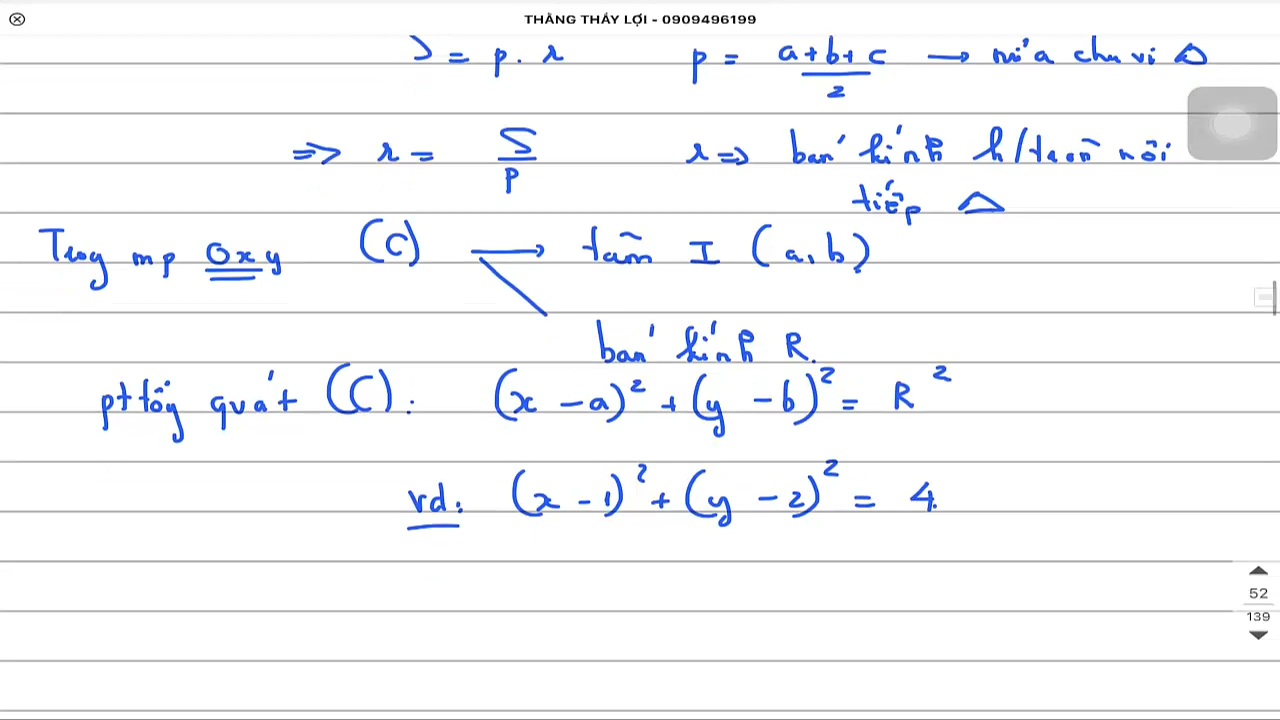 THẦNG THẦY LỢI - 0909496199
S = p. r p = a+b+c / 2 → nửa chu vi Δ
=> r = S / p r => bán kính h/tròn nội
tiếp Δ
Trong mp Oxy (C) → tâm I (a, b)
bán kính R.
pt tổng quát (C): (x - a)² + (y - b)² = R²
vd: (x - 1)² + (y - 2)² = 4.
52
139